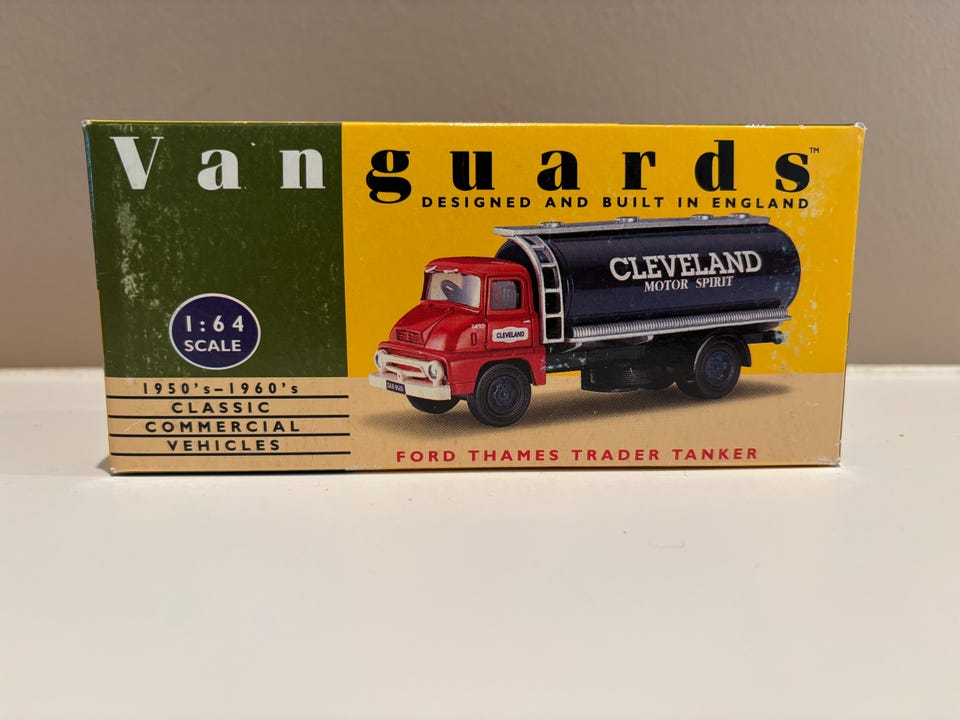 Vanguards™
DESIGNED AND BUILT IN ENGLAND
CLEVELAND
MOTOR SPIRIT
1:64
SCALE
CLEVELAND
1950's-1960's
CLASSIC
COMMERCIAL
VEHICLES
FORD THAMES TRADER TANKER